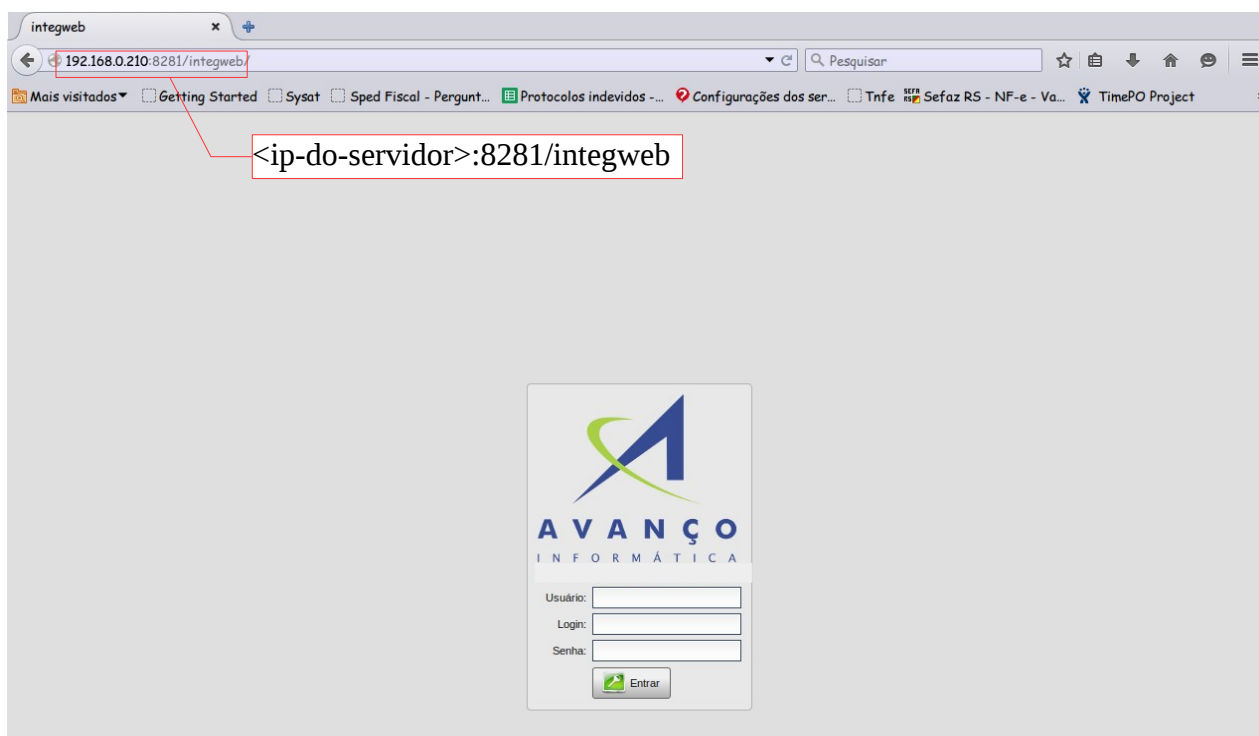 integweb
192.168.0.210:8281/integweb/
Pesquisar
Mais visitados Getting Started Sysat Sped Fiscal - Pergunt... Protocolos indevidos -... Configurações dos ser... Tnfe Sefaz RS - NF-e - Va... TimePO Project
<ip-do-servidor>:8281/integweb
AVANÇO
INFORMÁTICA
Usuário:
Login:
Senha:
Entrar